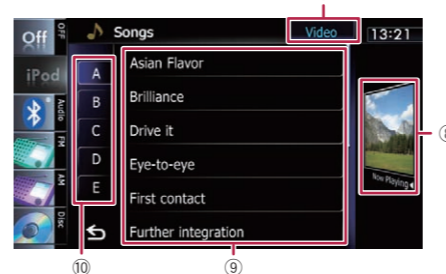 Off
OFF
Songs
Video
13:21
iPod
Audio
FM
AM
Disc
A
B
C
D
E
Asian Flavor
Brilliance
Drive it
Eye-to-eye
First contact
Further integration
Now Playing
⑩
⑨